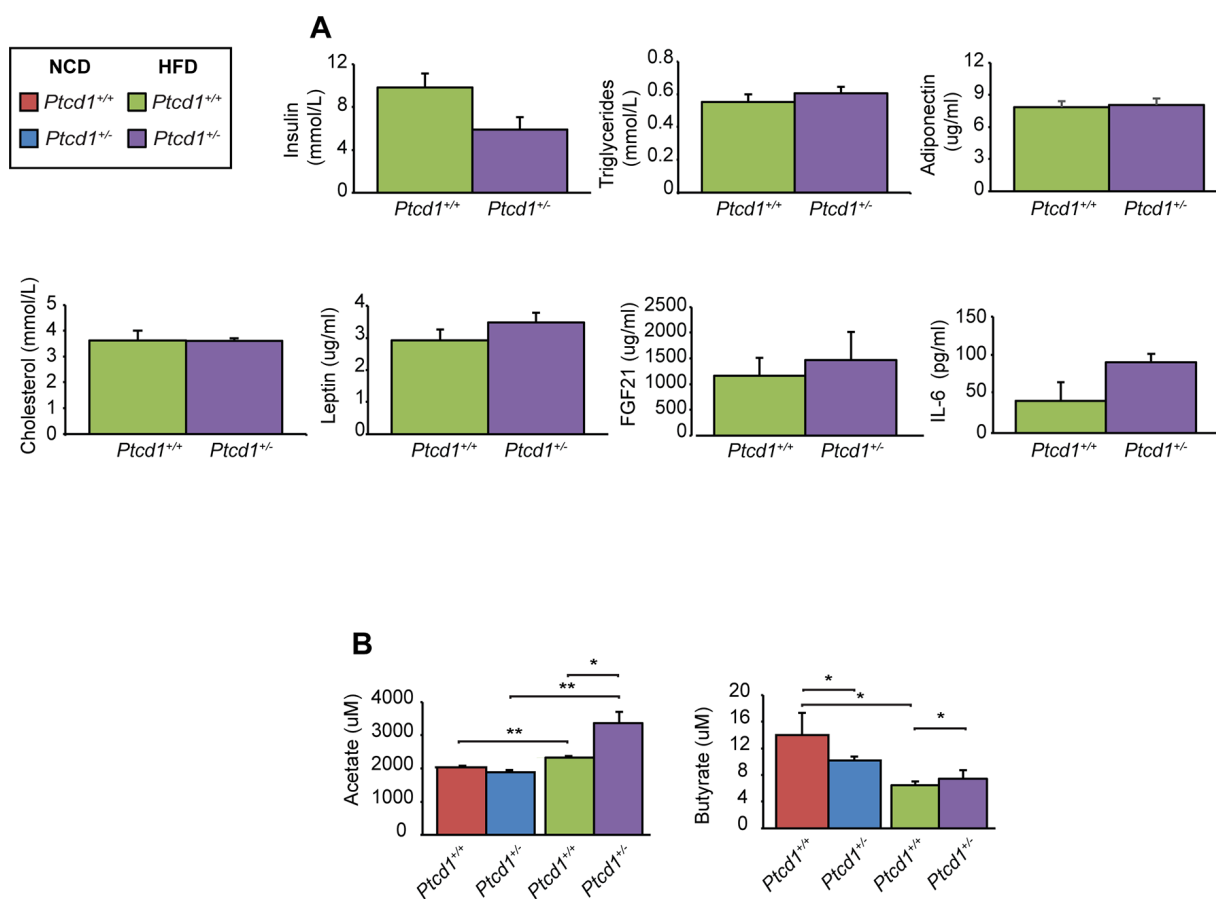 A
NCD HFD
Ptcd1+/+ Ptcd1+/+
Ptcd1+/- Ptcd1+/-
Insulin
(mmol/L)
12
9
6
3
0
Ptcd1+/+ Ptcd1+/-
Triglycerides
(mmol/L)
0.8
0.6
0.4
0.2
0
Ptcd1+/+ Ptcd1+/-
Adiponectin
(ug/ml)
12
9
6
3
0
Ptcd1+/+ Ptcd1+/-
Cholesterol (mmol/L)
5
4
3
2
1
0
Ptcd1+/+ Ptcd1+/-
Leptin (ug/ml)
4
3
2
1
0
Ptcd1+/+ Ptcd1+/-
FGF21 (ug/ml)
2500
2000
1500
1000
500
0
Ptcd1+/+ Ptcd1+/-
IL-6 (pg/ml)
150
100
50
0
Ptcd1+/+ Ptcd1+/-
B
Acetate (uM)
4000
3000
2000
1000
0
**
**
*
Ptcd1+/+ Ptcd1+/- Ptcd1+/+ Ptcd1+/-
Butyrate (uM)
20
16
12
8
4
0
*
*
*
Ptcd1+/+ Ptcd1+/- Ptcd1+/+ Ptcd1+/-